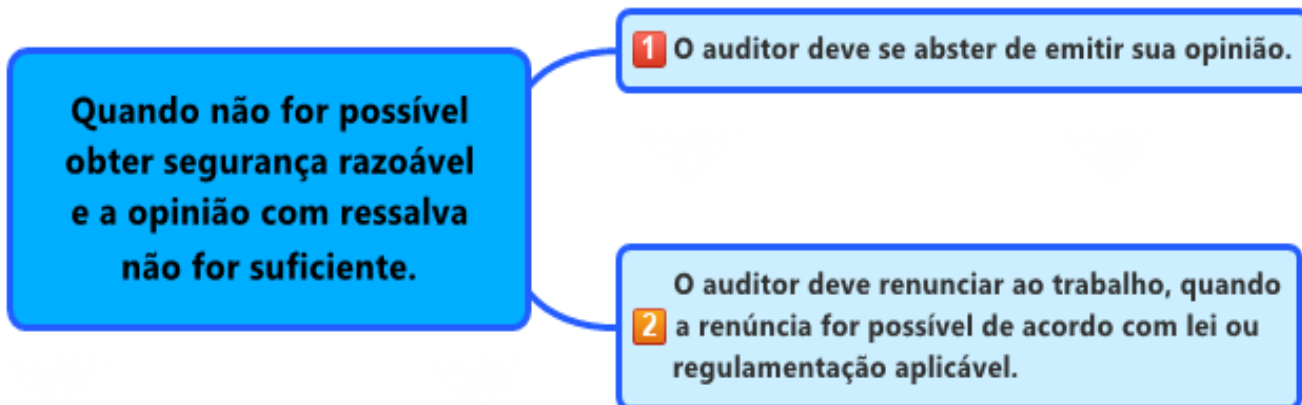 Quando não for possível
obter segurança razoável
e a opinião com ressalva
não for suficiente.
1 O auditor deve se abster de emitir sua opinião.
O auditor deve renunciar ao trabalho, quando
2 a renúncia for possível de acordo com lei ou
regulamentação aplicável.